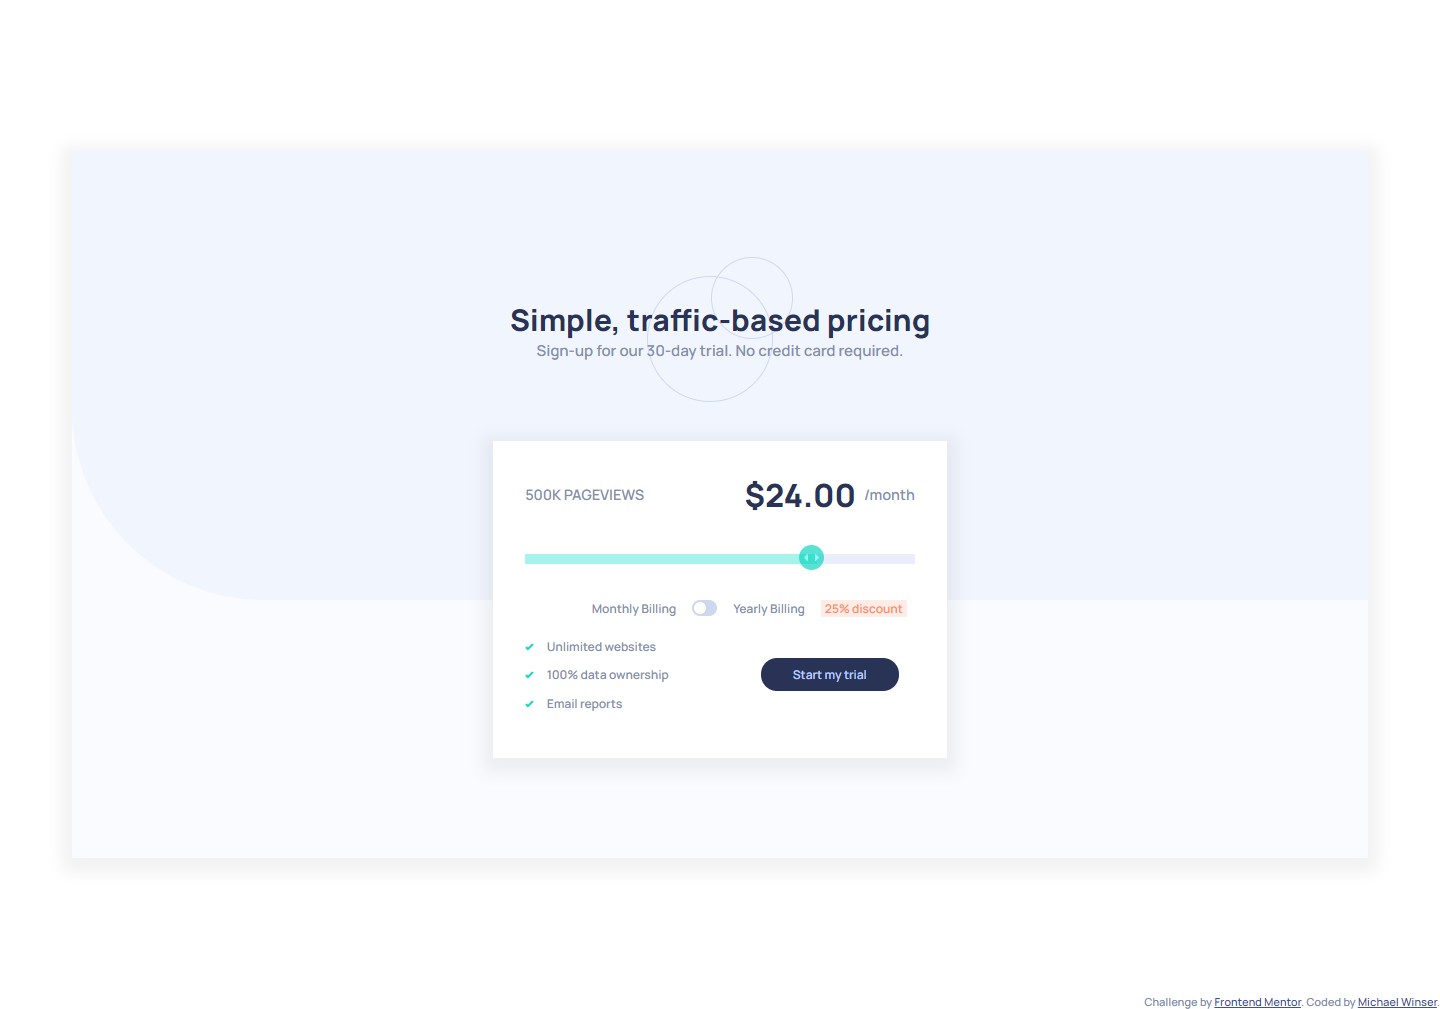 Simple, traffic-based pricing
Sign-up for our 30-day trial. No credit card required.
500K PAGEVIEWS
$24.00 /month
Monthly Billing
Yearly Billing
25% discount
Unlimited websites
100% data ownership
Email reports
Start my trial
Challenge by Frontend Mentor. Coded by Michael Winser.